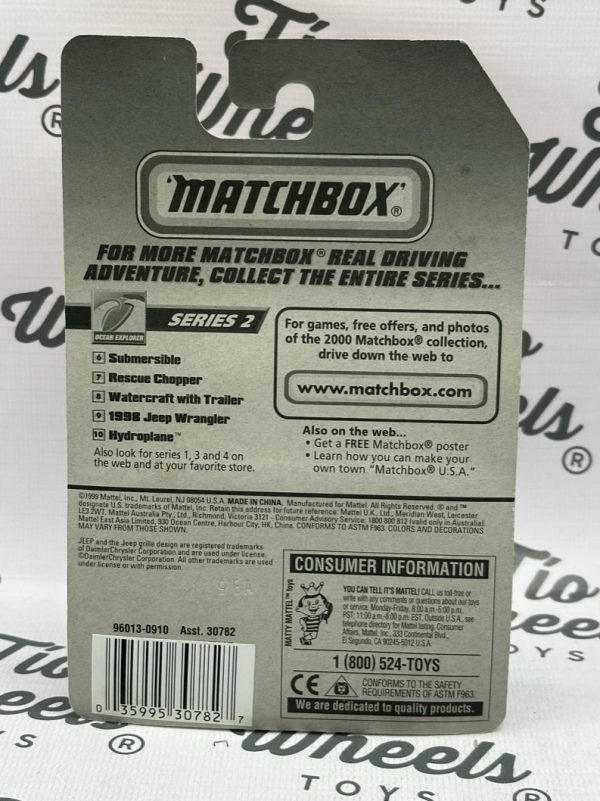 MATCHBOX®
FOR MORE MATCHBOX® REAL DRIVING
ADVENTURE, COLLECT THE ENTIRE SERIES...
OCEAN EXPLORER
SERIES 2
6 Submersible
7 Rescue Chopper
8 Watercraft with Trailer
9 1998 Jeep Wrangler
10 Hydroplane™
Also look for series 1, 3 and 4 on
the web and at your favorite store.
For games, free offers, and photos
of the 2000 Matchbox® collection,
drive down the web to
www.matchbox.com
Also on the web...
• Get a FREE Matchbox® poster
• Learn how you can make your
own town "Matchbox® U.S.A."
©1999 Mattel, Inc., Mt. Laurel, NJ 08054 U.S.A. MADE IN CHINA. Manufactured for Mattel. All Rights Reserved. ® and ™
designate U.S. trademarks of Mattel, Inc. Retain this address for future reference: Mattel U.K. Ltd., Meridian West, Leicester
LE3 2WT. Mattel Australia Pty., Ltd., Richmond, Victoria 3121 - Consumer Advisory Service: 1800 800 812 (valid only in Australia).
Mattel East Asia Limited, 930 Ocean Centre, Harbour City, HK, China. CONFORMS TO ASTM F963. COLORS AND DECORATIONS
MAY VARY FROM THOSE SHOWN.
JEEP and the Jeep grille design are registered trademarks
of DaimlerChrysler Corporation and are used under license.
©DaimlerChrysler Corporation. All other trademarks are used
under license or with permission.
96013-0910 Asst. 30782
0 35995 30782 7
CONSUMER INFORMATION
MATTY MATTEL™ toys
YOU CAN TELL IT'S MATTEL! CALL us toll-free or
write with any comments or questions about our toys
or service. Monday-Friday, 8:00 a.m.-5:00 p.m.
PST; 11:00 a.m.-8:00 p.m. EST. Outside U.S.A., see
telephone directory for Mattel listing. Consumer
Affairs, Mattel, Inc., 333 Continental Blvd.,
El Segundo, CA 90245-5012 U.S.A.
1 (800) 524-TOYS
CE
CONFORMS TO THE SAFETY
REQUIREMENTS OF ASTM F963.
We are dedicated to quality products.
Tio
Wheels
®
TOYS